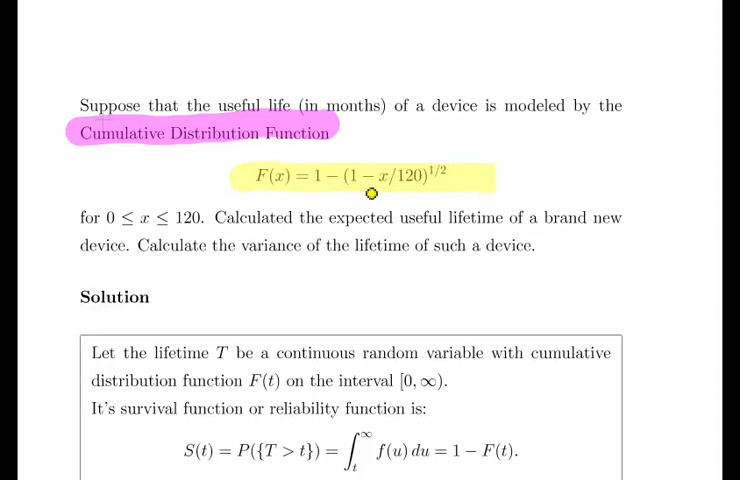 Suppose that the useful life (in months) of a device is modeled by the
Cumulative Distribution Function
F(x) = 1 − (1 − x/120)^{1/2}
for 0 ≤ x ≤ 120. Calculated the expected useful lifetime of a brand new
device. Calculate the variance of the lifetime of such a device.
Solution
Let the lifetime T be a continuous random variable with cumulative
distribution function F(t) on the interval [0, ∞).
It's survival function or reliability function is:
S(t) = P({T > t}) = ∫_t^∞ f(u) du = 1 − F(t).